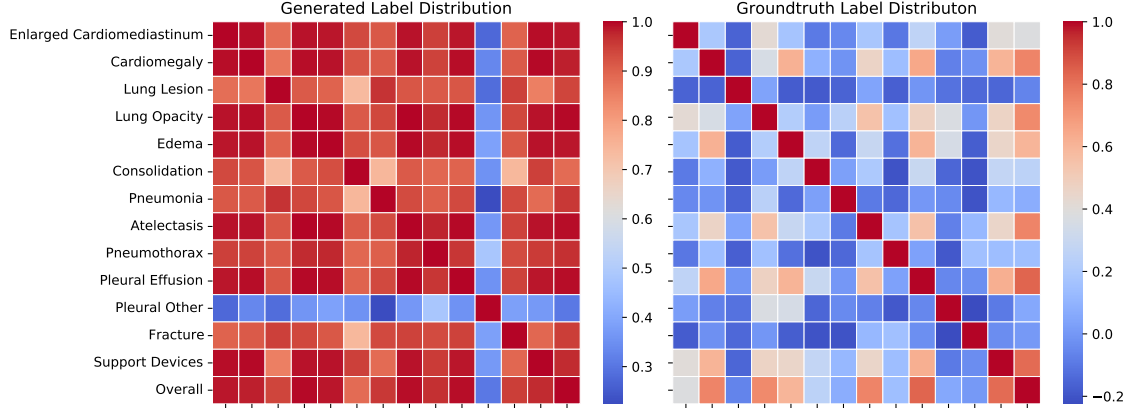 Generated Label Distribution
Groundtruth Label Distributon
Enlarged Cardiomediastinum
Cardiomegaly
Lung Lesion
Lung Opacity
Edema
Consolidation
Pneumonia
Atelectasis
Pneumothorax
Pleural Effusion
Pleural Other
Fracture
Support Devices
Overall
1.0
0.9
0.8
0.7
0.6
0.5
0.4
0.3
1.0
0.8
0.6
0.4
0.2
0.0
−0.2